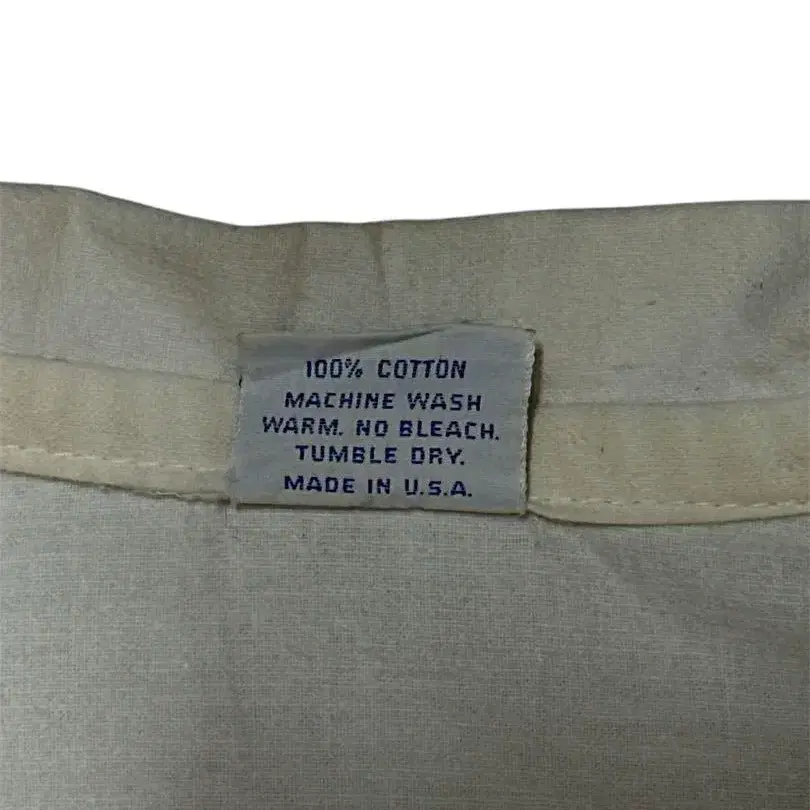 100% COTTON
MACHINE WASH
WARM. NO BLEACH.
TUMBLE DRY.
MADE IN U.S.A.